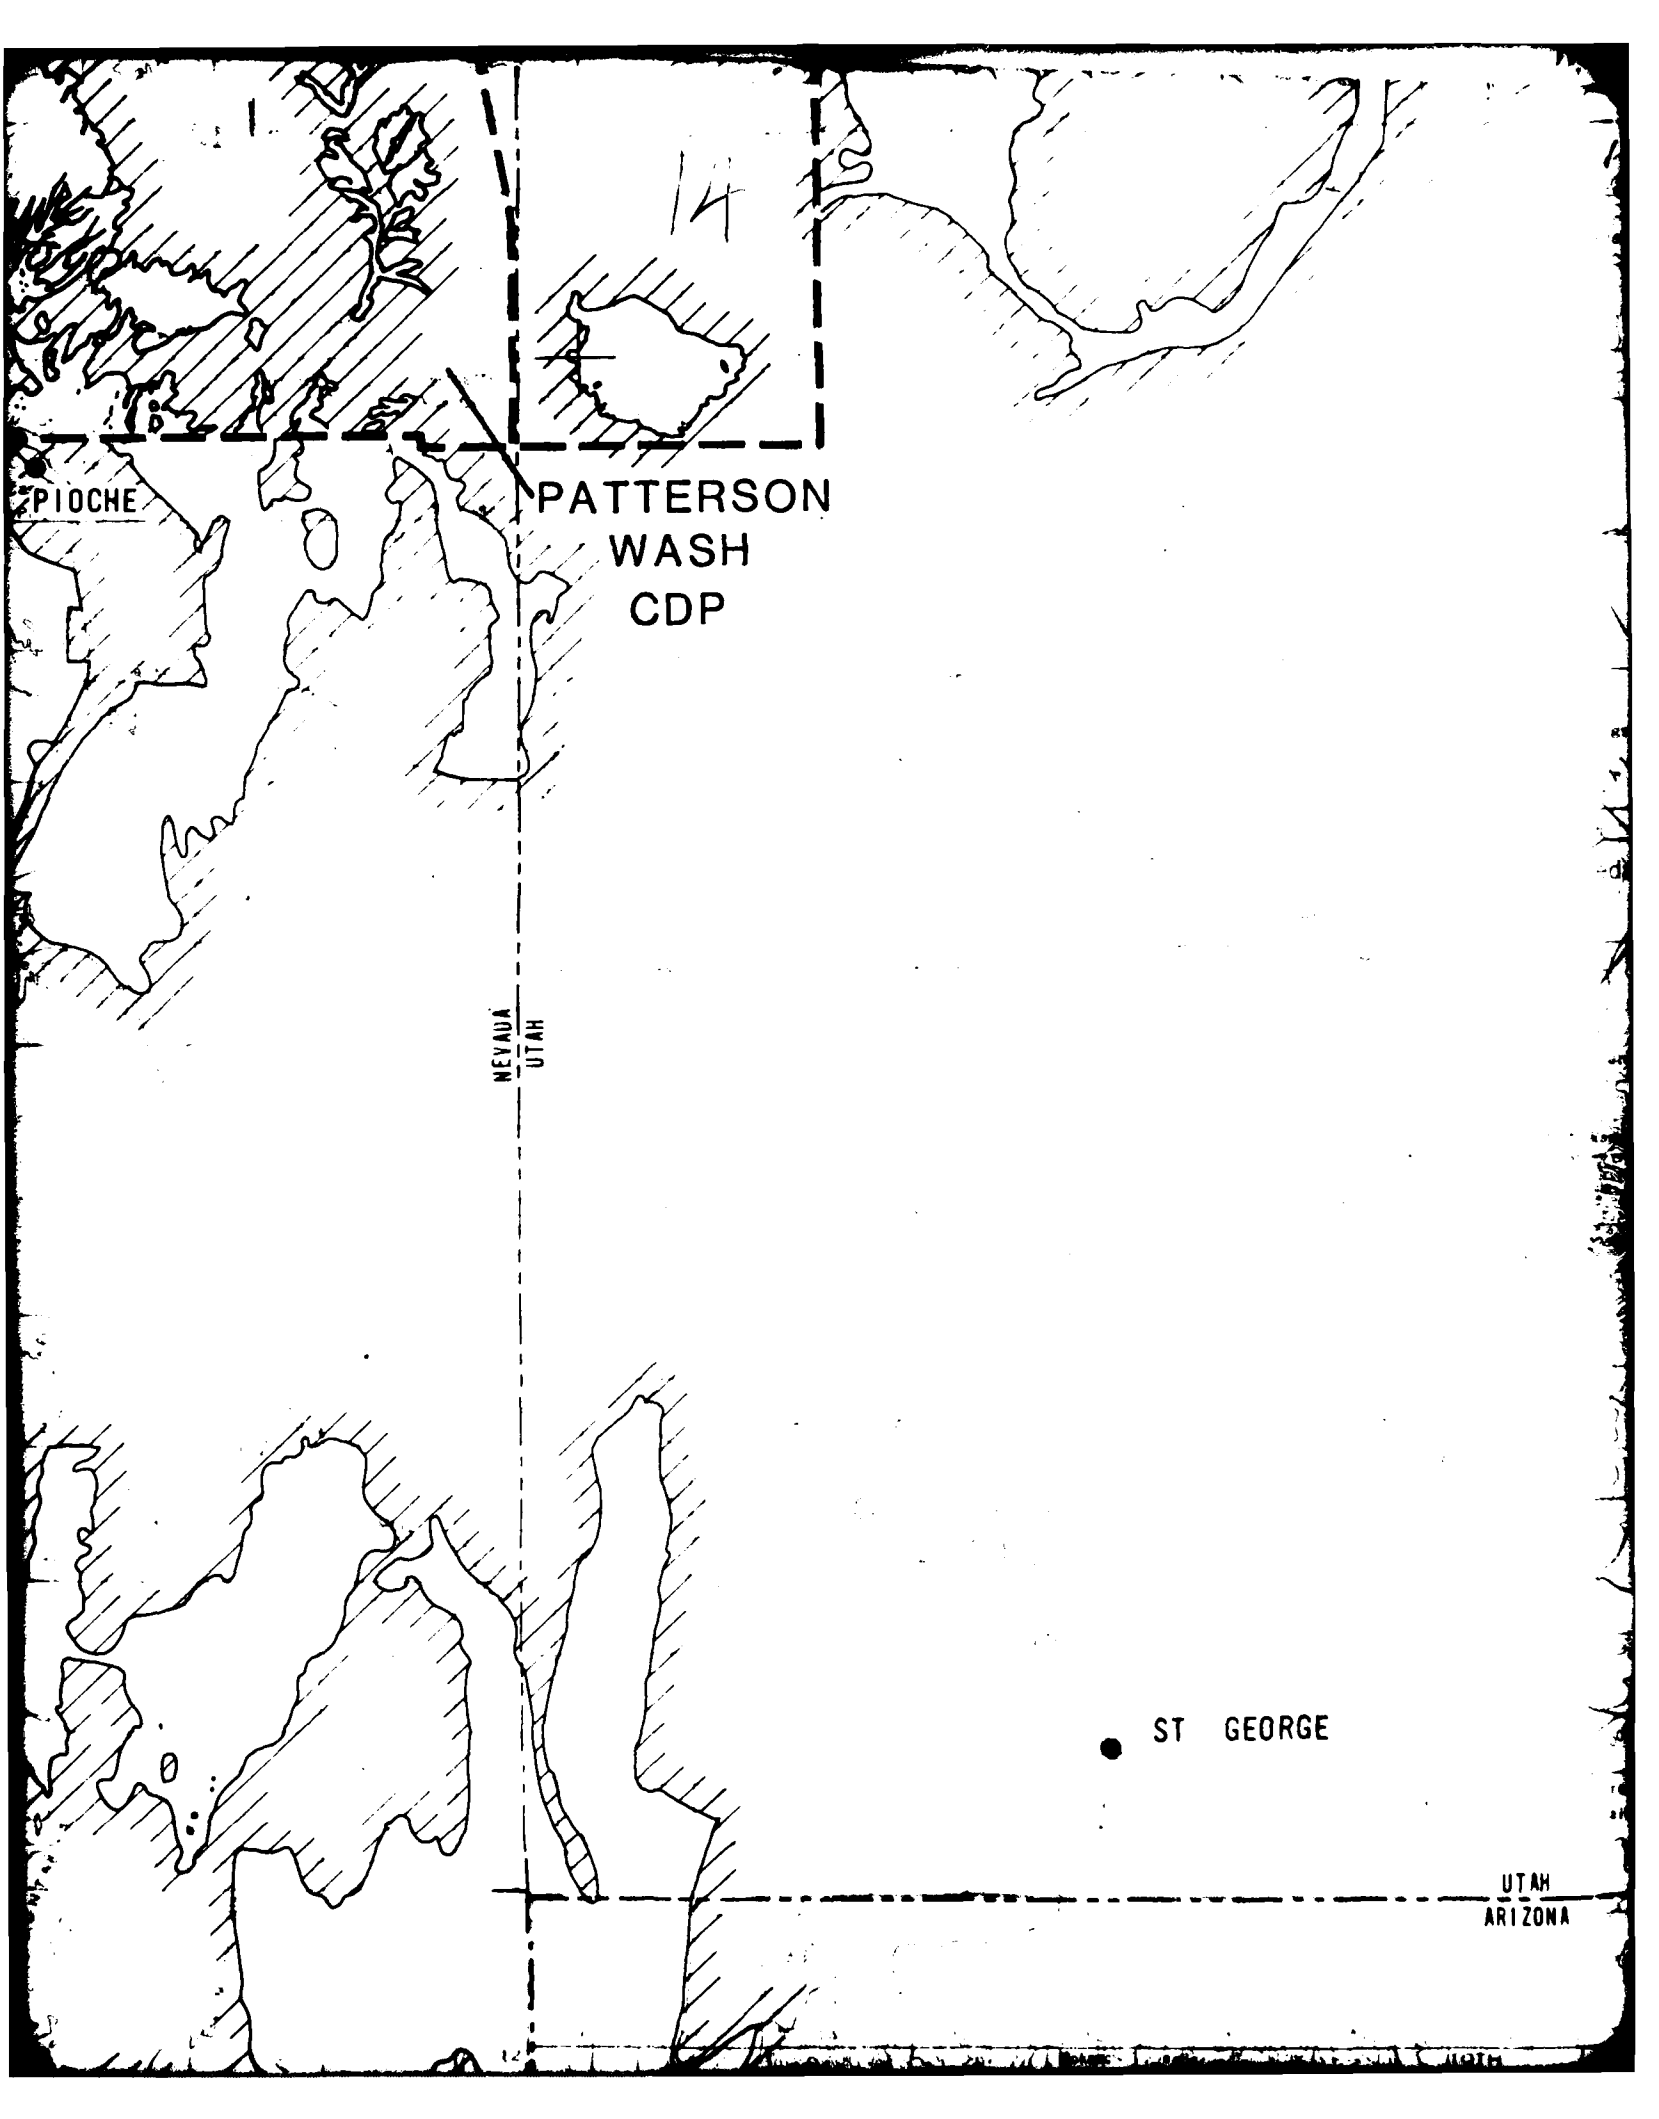 14
PIOCHE
PATTERSON
WASH
CDP
NEVADA
UTAH
ST GEORGE
UTAH
ARIZONA